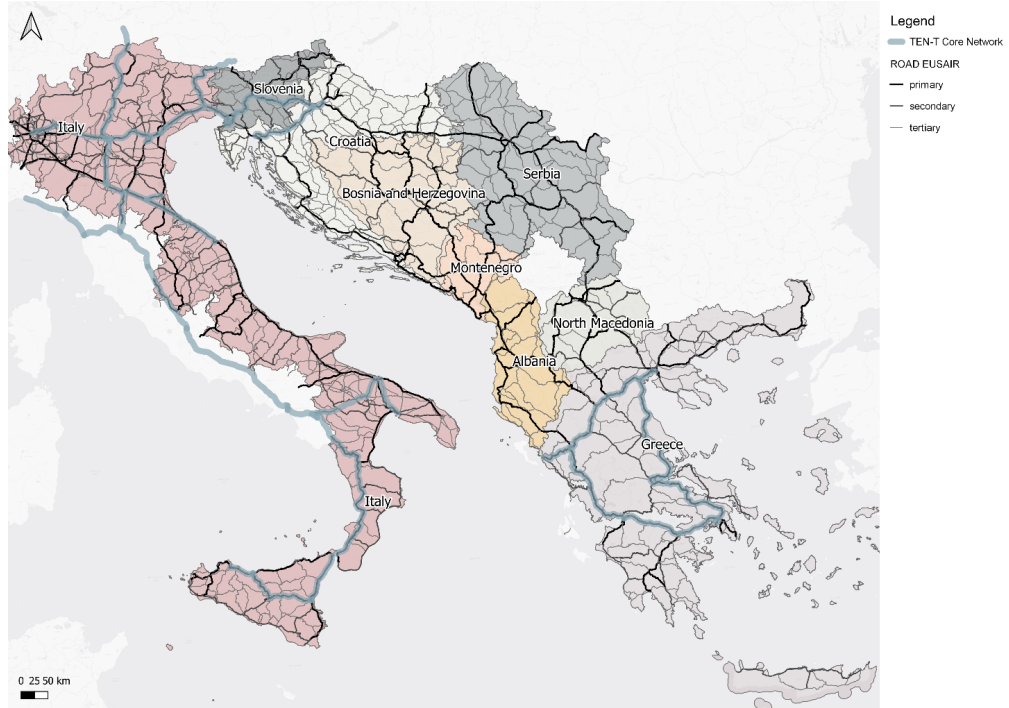 Legend
TEN-T Core Network
ROAD EUSAIR
primary
secondary
tertiary
Slovenia
Italy
Croatia
Serbia
Bosnia and Herzegovina
Montenegro
North Macedonia
Albania
Greece
Italy
0 25 50 km